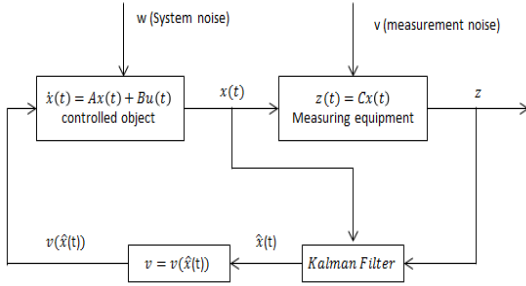 w (System noise)
v (measurement noise)
ẋ(t) = Ax(t) + Bu(t)
controlled object
x(t)
z(t) = Cx(t)
Measuring equipment
z
v(x̂(t))
v = v(x̂(t))
x̂(t)
Kalman Filter